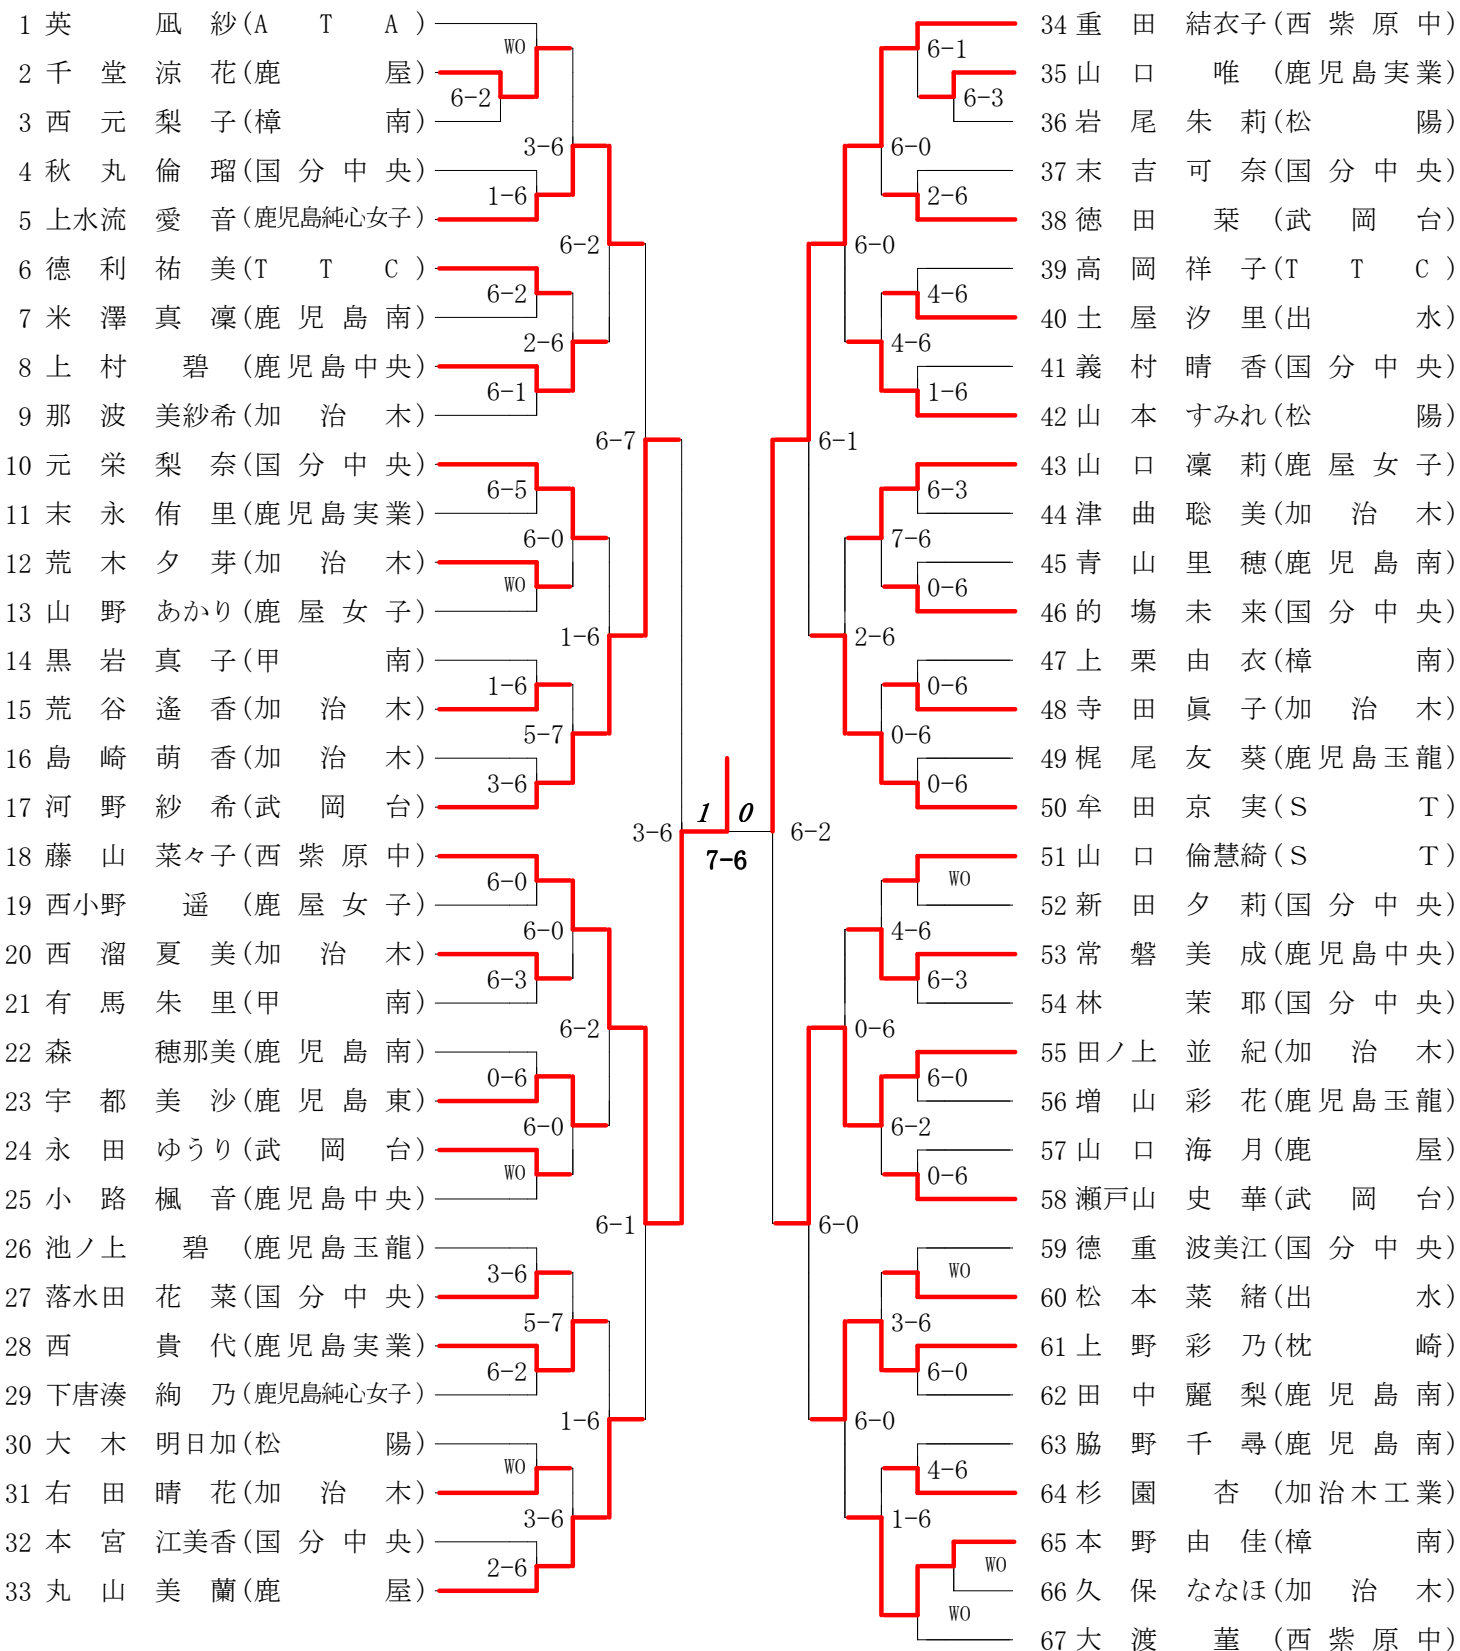 1 英 凪 紗 (A T A)
WO
2 千 堂 涼 花 (鹿 屋)
6-2
3 西 元 梨 子 (樟 南)
3-6
4 秋 丸 倫 瑠 (国 分 中 央)
1-6
5 上水流 愛 音 (鹿児島純心女子)
6-2
6 德 利 祐 美 (T T C)
6-2
7 米 澤 真 凜 (鹿 児 島 南)
2-6
8 上 村 碧 (鹿児島中央)
6-1
9 那 波 美紗希 (加 治 木)
6-7
10 元 栄 梨 奈 (国 分 中 央)
6-5
11 末 永 侑 里 (鹿児島実業)
6-0
12 荒 木 夕 芽 (加 治 木)
WO
13 山 野 あかり (鹿 屋 女 子)
1-6
14 黒 岩 真 子 (甲 南)
1-6
15 荒 谷 遙 香 (加 治 木)
5-7
16 島 崎 萌 香 (加 治 木)
3-6
17 河 野 紗 希 (武 岡 台)
3-6
18 藤 山 菜々子 (西 紫 原 中)
6-0
19 西小野 遥 (鹿 屋 女 子)
6-0
20 西 溜 夏 美 (加 治 木)
6-3
21 有 馬 朱 里 (甲 南)
6-2
22 森 穂那美 (鹿 児 島 南)
0-6
23 宇 都 美 沙 (鹿 児 島 東)
6-0
24 永 田 ゆうり (武 岡 台)
WO
25 小 路 楓 音 (鹿児島中央)
6-1
26 池ノ上 碧 (鹿児島玉龍)
3-6
27 落水田 花 菜 (国 分 中 央)
5-7
28 西 貴 代 (鹿児島実業)
6-2
29 下唐湊 絢 乃 (鹿児島純心女子)
1-6
30 大 木 明日加 (松 陽)
WO
31 右 田 晴 花 (加 治 木)
3-6
32 本 宮 江美香 (国 分 中 央)
2-6
33 丸 山 美 蘭 (鹿 屋)
1 0
7-6
34 重 田 結衣子 (西 紫 原 中)
6-1
35 山 口 唯 (鹿児島実業)
6-3
36 岩 尾 朱 莉 (松 陽)
6-0
37 末 吉 可 奈 (国 分 中 央)
2-6
38 徳 田 栞 (武 岡 台)
6-0
39 高 岡 祥 子 (T T C)
4-6
40 土 屋 汐 里 (出 水)
4-6
41 義 村 晴 香 (国 分 中 央)
1-6
42 山 本 すみれ (松 陽)
6-1
43 山 口 凜 莉 (鹿 屋 女 子)
6-3
44 津 曲 聡 美 (加 治 木)
7-6
45 青 山 里 穂 (鹿 児 島 南)
0-6
46 的 塲 未 来 (国 分 中 央)
2-6
47 上 栗 由 衣 (樟 南)
0-6
48 寺 田 眞 子 (加 治 木)
0-6
49 梶 尾 友 葵 (鹿児島玉龍)
0-6
50 牟 田 京 実 (S T)
6-2
51 山 口 倫慧綺 (S T)
WO
52 新 田 夕 莉 (国 分 中 央)
4-6
53 常 磐 美 成 (鹿児島中央)
6-3
54 林 茉 耶 (国 分 中 央)
0-6
55 田ノ上 並 紀 (加 治 木)
6-0
56 増 山 彩 花 (鹿児島玉龍)
6-2
57 山 口 海 月 (鹿 屋)
0-6
58 瀬戸山 史 華 (武 岡 台)
6-0
59 德 重 波美江 (国 分 中 央)
WO
60 松 本 菜 緒 (出 水)
3-6
61 上 野 彩 乃 (枕 崎)
6-0
62 田 中 麗 梨 (鹿 児 島 南)
6-0
63 脇 野 千 尋 (鹿 児 島 南)
4-6
64 杉 園 杏 (加治木工業)
1-6
65 本 野 由 佳 (樟 南)
WO
66 久 保 ななほ (加 治 木)
WO
67 大 渡 菫 (西 紫 原 中)